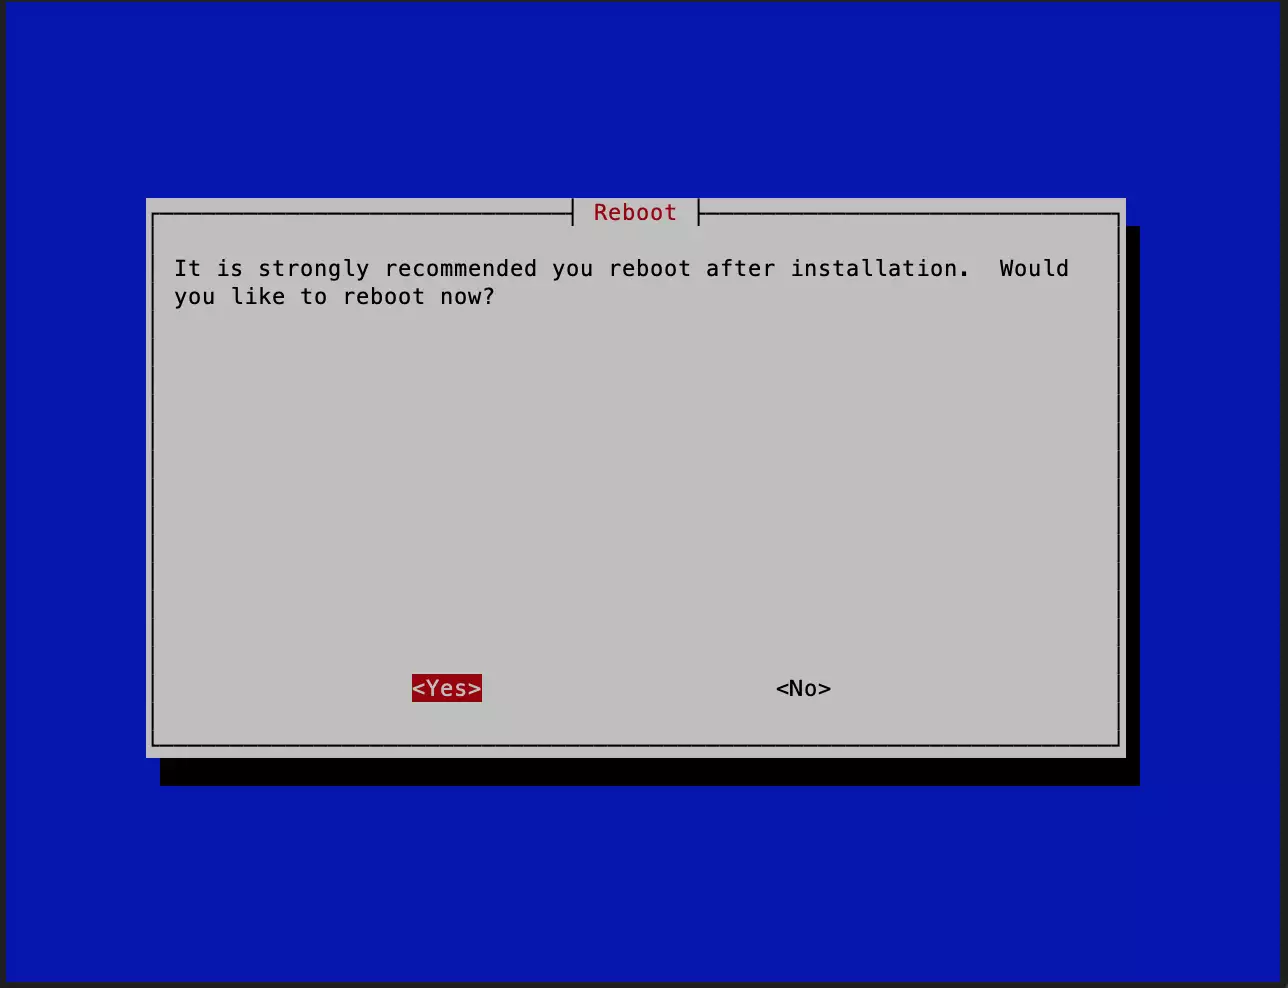 Reboot
It is strongly recommended you reboot after installation.  Would
you like to reboot now?
<Yes> <No>